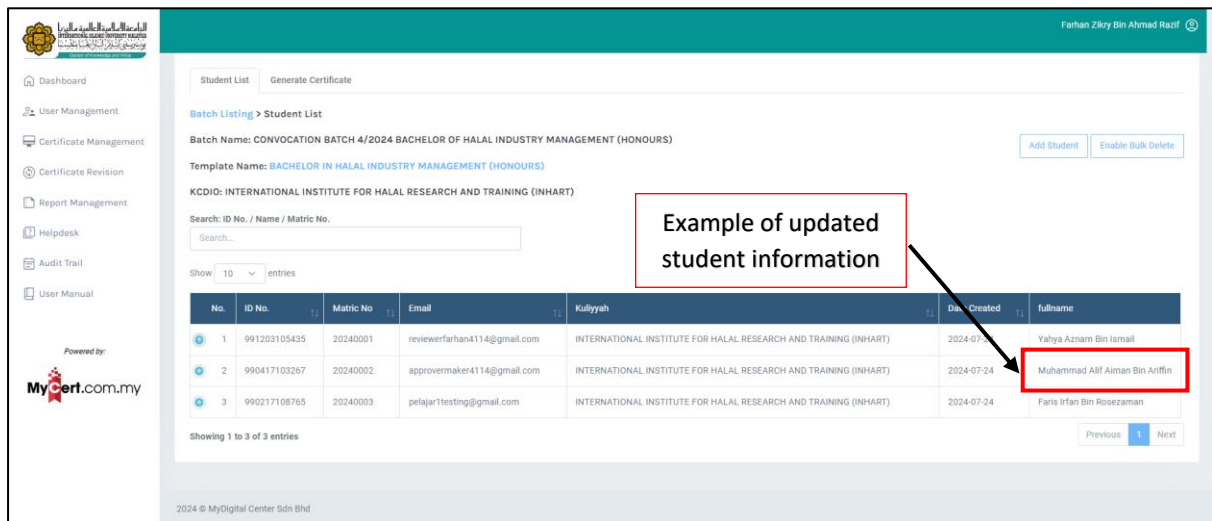 Farhan Zikry Bin Ahmad Razif
Dashboard
User Management
Certificate Management
Certificate Revision
Report Management
Helpdesk
Audit Trail
User Manual
Powered by:
MyCert.com.my
Student List Generate Certificate
Batch Listing > Student List
Batch Name: CONVOCATION BATCH 4/2024 BACHELOR OF HALAL INDUSTRY MANAGEMENT (HONOURS)
Add Student Enable Bulk Delete
Template Name: BACHELOR IN HALAL INDUSTRY MANAGEMENT (HONOURS)
KCDIO: INTERNATIONAL INSTITUTE FOR HALAL RESEARCH AND TRAINING (INHART)
Search: ID No. / Name / Matric No.
Search...
Example of updated
student information
Show 10 entries
No. ID No. Matric No Email Kuliyyah Created fullname
1 991203105435 20240001 reviewerfarhan4114@gmail.com INTERNATIONAL INSTITUTE FOR HALAL RESEARCH AND TRAINING (INHART) Yahya Aznam Bin Ismail
2 990417103267 20240002 approvermaker4114@gmail.com INTERNATIONAL INSTITUTE FOR HALAL RESEARCH AND TRAINING (INHART) 2024-07-24 Muhammad Alif Aiman Bin Ariffin
3 990217108765 20240003 pelajar1testing@gmail.com INTERNATIONAL INSTITUTE FOR HALAL RESEARCH AND TRAINING (INHART) 2024-07-24 Faris Irfan Bin Rosezaman
Showing 1 to 3 of 3 entries
Previous 1 Next
2024 © MyDigital Center Sdn Bhd